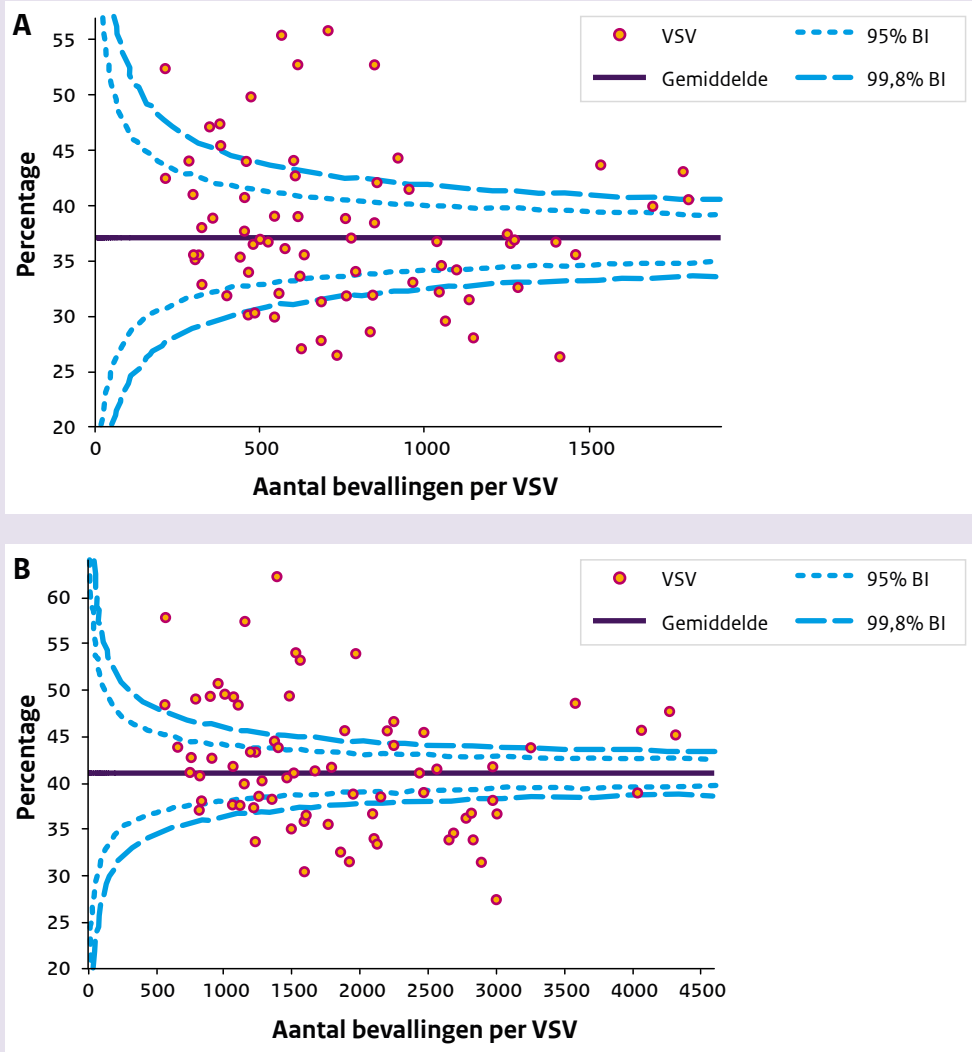 A
VSV
95% BI
Gemiddelde
99,8% BI
Percentage
55
50
45
40
35
30
25
20
0
500
1000
1500
Aantal bevallingen per VSV
B
VSV
95% BI
Gemiddelde
99,8% BI
Percentage
60
55
50
45
40
35
30
25
20
0
500
1000
1500
2000
2500
3000
3500
4000
4500
Aantal bevallingen per VSV